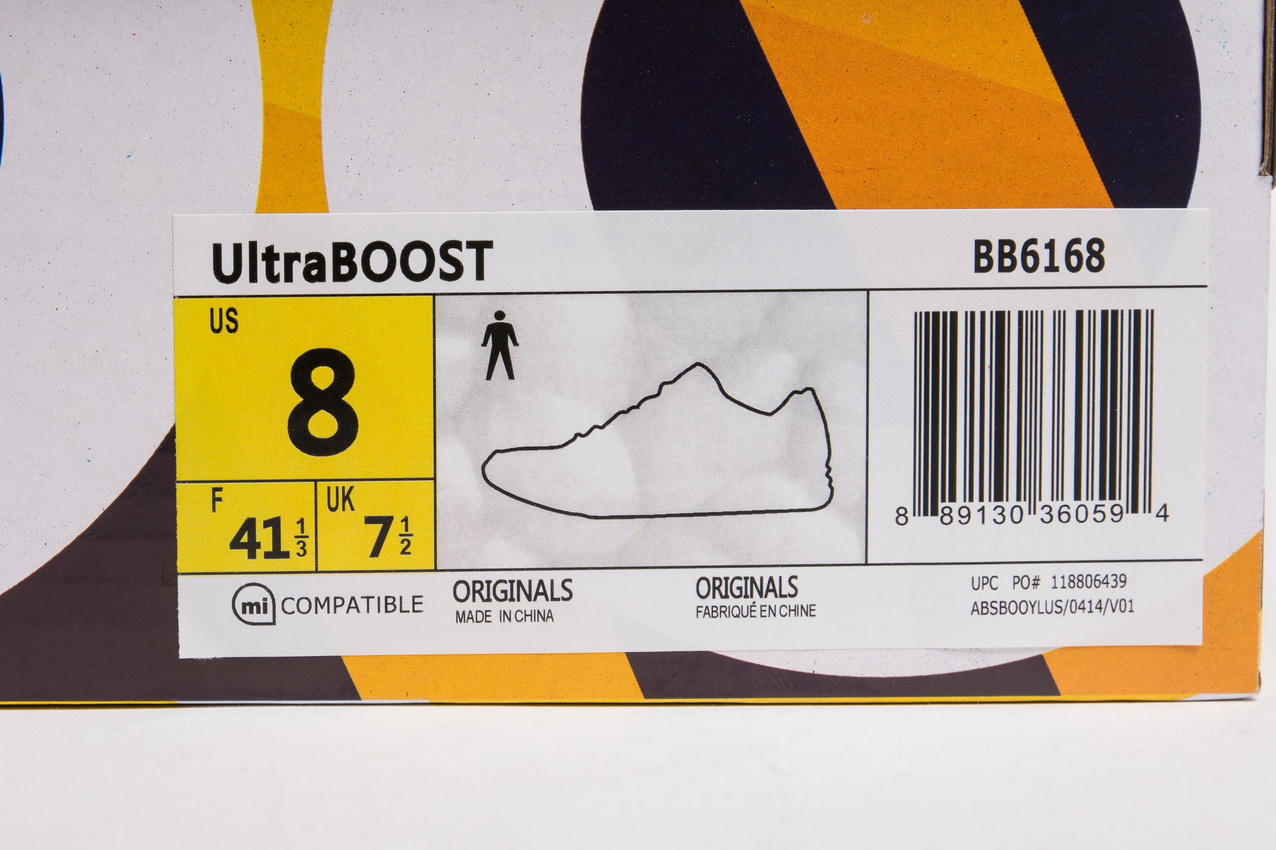 UltraBOOST
BB6168
US
8
F
41 1/3
UK
7 1/2
8 89130 36059 4
mi COMPATIBLE
ORIGINALS
MADE IN CHINA
ORIGINALS
FABRIQUÉ EN CHINE
UPC PO# 118806439
ABSBOOYLUS/0414/V01